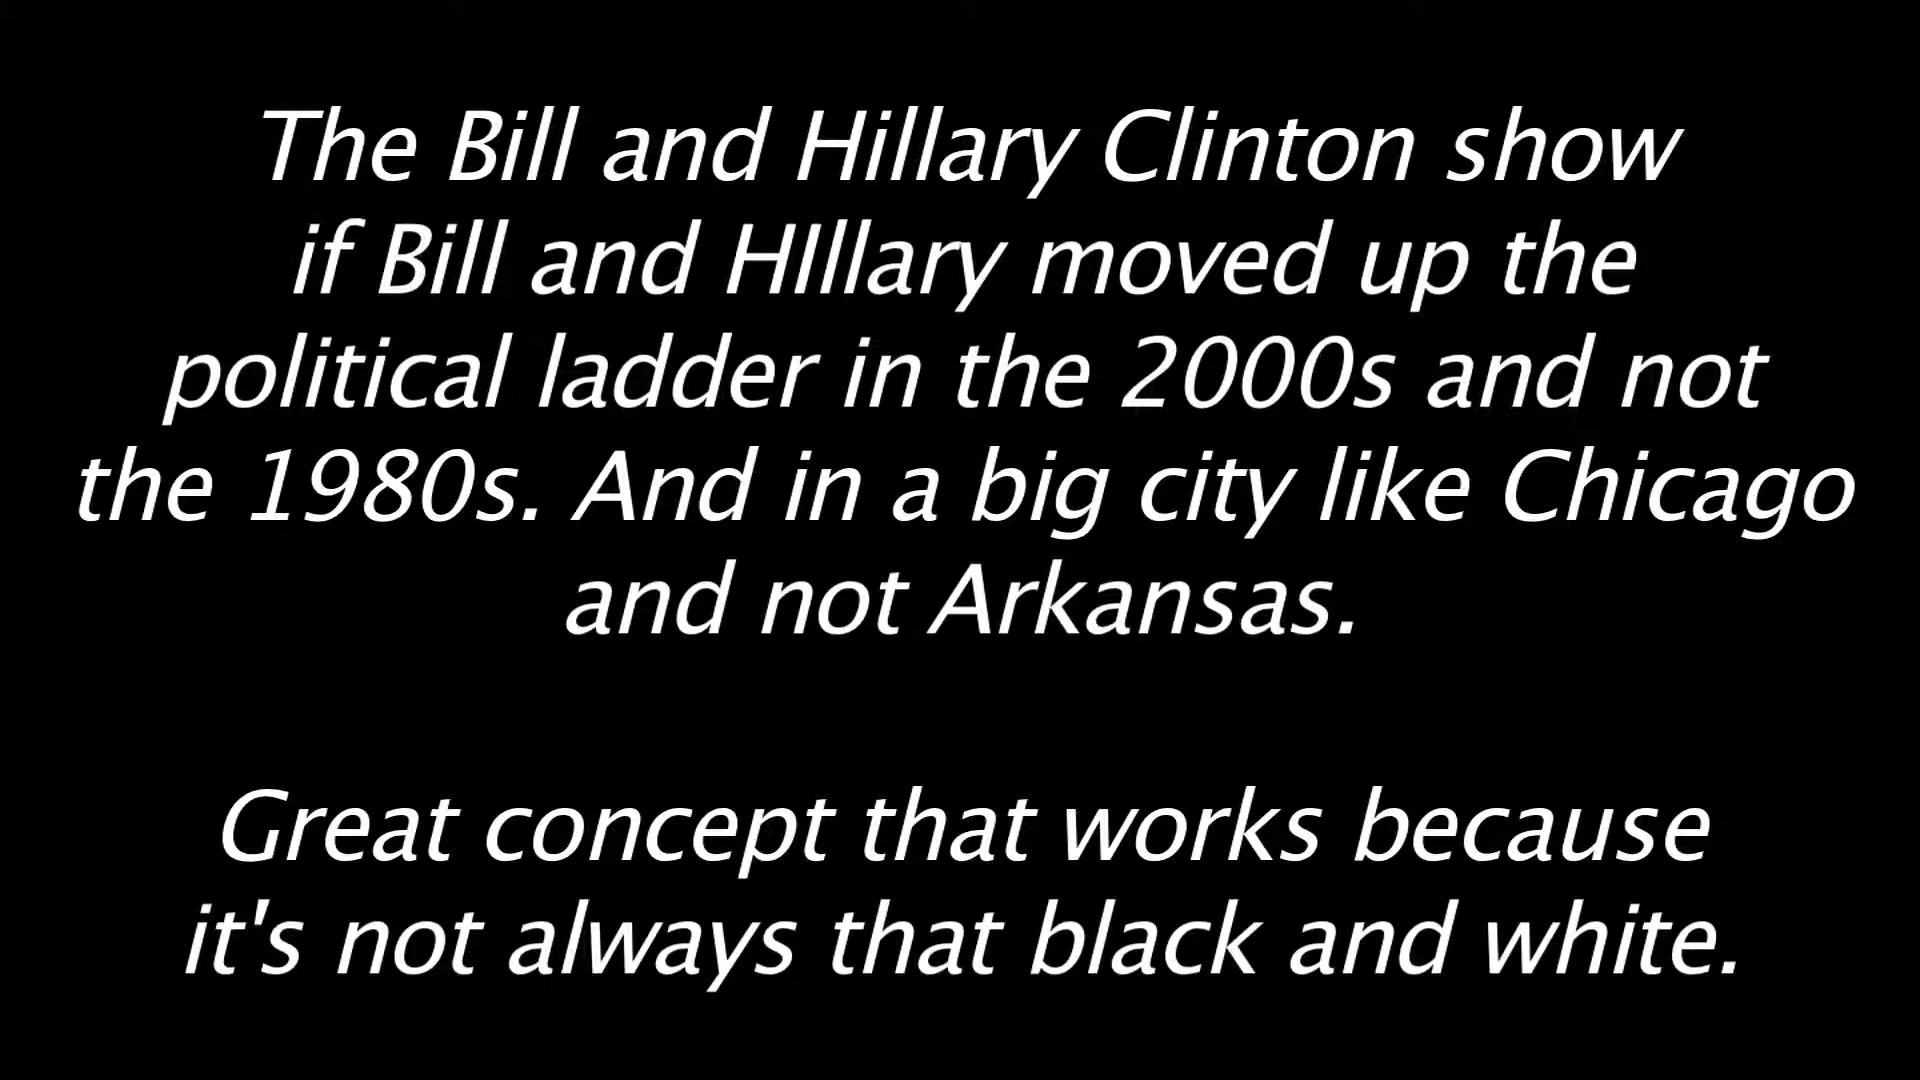 The Bill and Hillary Clinton show
if Bill and HIllary moved up the
political ladder in the 2000s and not
the 1980s. And in a big city like Chicago
and not Arkansas.
Great concept that works because
it's not always that black and white.